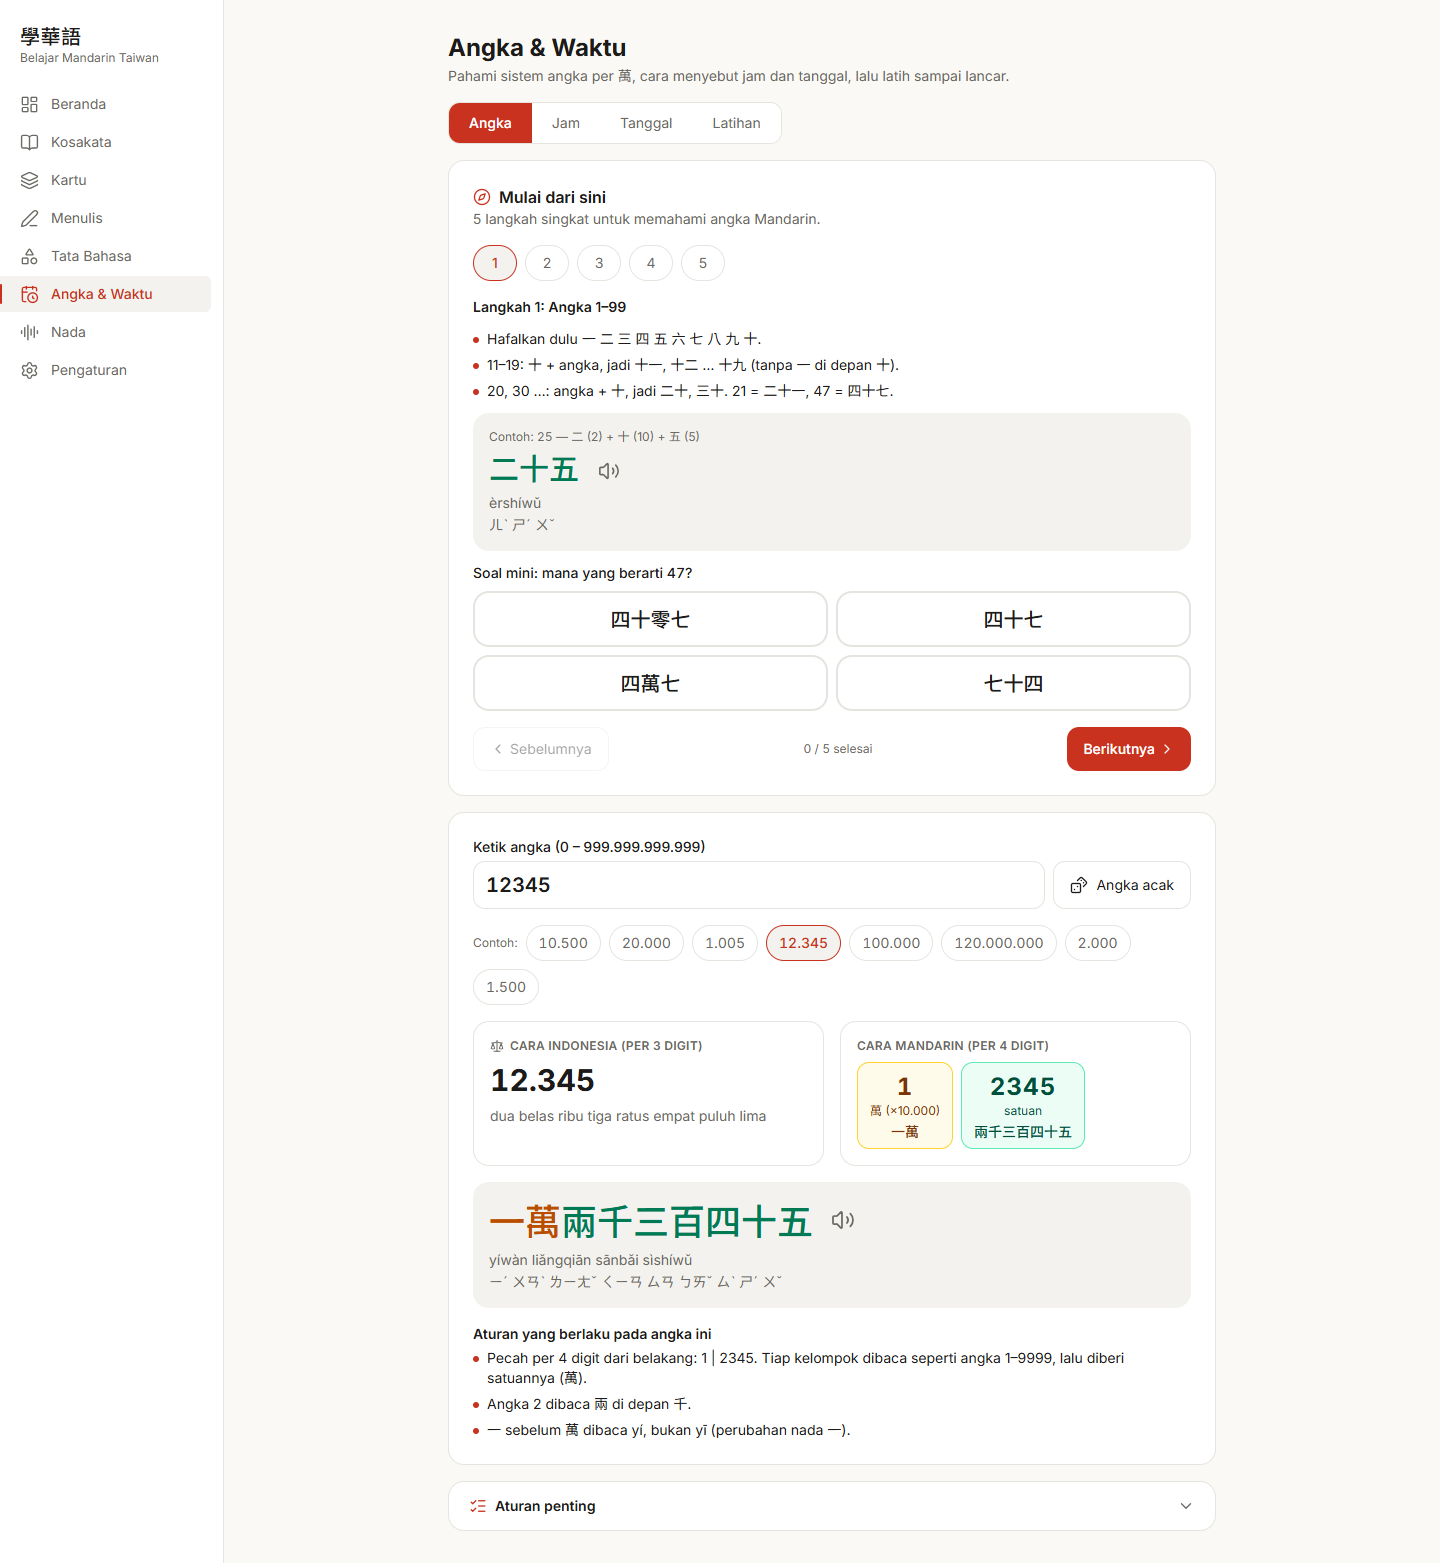 學華語
Belajar Mandarin Taiwan
Beranda
Kosakata
Kartu
Menulis
Tata Bahasa
Angka & Waktu
Nada
Pengaturan
Angka & Waktu
Pahami sistem angka per 萬, cara menyebut jam dan tanggal, lalu latih sampai lancar.
Angka
Jam
Tanggal
Latihan
Mulai dari sini
5 langkah singkat untuk memahami angka Mandarin.
1
2
3
4
5
Langkah 1: Angka 1–99
Hafalkan dulu 一 二 三 四 五 六 七 八 九 十.
11–19: 十 + angka, jadi 十一, 十二 ... 十九 (tanpa 一 di depan 十).
20, 30 ...: angka + 十, jadi 二十, 三十. 21 = 二十一, 47 = 四十七.
Contoh: 25 — 二 (2) + 十 (10) + 五 (5)
二十五
èrshíwǔ
ㄦˋ ㄕˊ ㄨˇ
Soal mini: mana yang berarti 47?
四十零七
四十七
四萬七
七十四
Sebelumnya
0 / 5 selesai
Berikutnya
Ketik angka (0 – 999.999.999.999)
12345
Angka acak
Contoh:
10.500
20.000
1.005
12.345
100.000
120.000.000
2.000
1.500
CARA INDONESIA (PER 3 DIGIT)
12.345
dua belas ribu tiga ratus empat puluh lima
CARA MANDARIN (PER 4 DIGIT)
1
萬 (×10.000)
一萬
2345
satuan
兩千三百四十五
一萬兩千三百四十五
yíwàn liǎngqiān sānbǎi sìshíwǔ
ㄧˊ ㄨㄢˋ ㄌㄧㄤˇ ㄑㄧㄢ ㄙㄢ ㄅㄞˇ ㄙˋ ㄕˊ ㄨˇ
Aturan yang berlaku pada angka ini
Pecah per 4 digit dari belakang: 1 | 2345. Tiap kelompok dibaca seperti angka 1–9999, lalu diberi
satuannya (萬).
Angka 2 dibaca 兩 di depan 千.
一 sebelum 萬 dibaca yí, bukan yī (perubahan nada 一).
Aturan penting